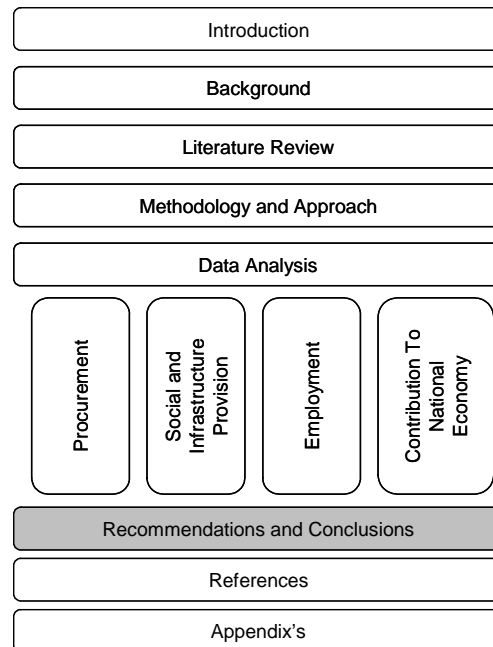 Introduction
Background
Literature Review
Methodology and Approach
Data Analysis
Procurement
Social and
Infrastructure
Provision
Employment
Contribution To
National
Economy
Recommendations and Conclusions
References
Appendix’s